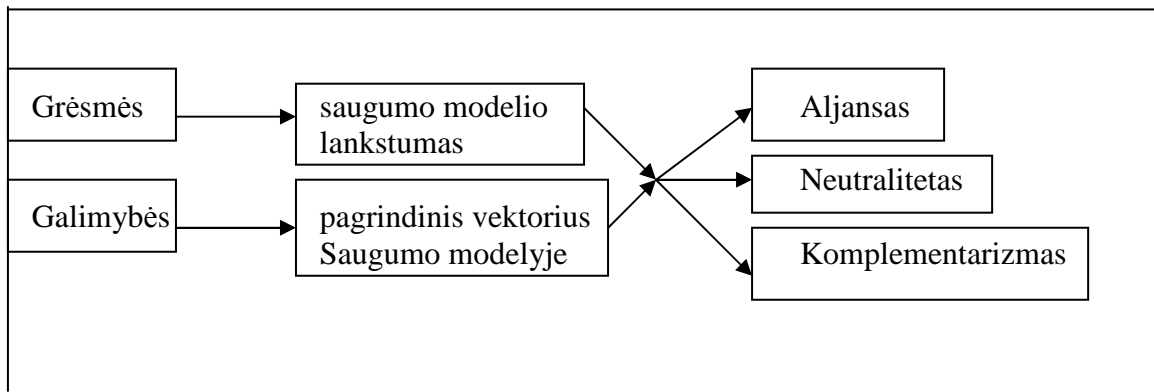 Grėsmės
Galimybės
saugumo modelio
lankstumas
pagrindinis vektorius
Saugumo modelyje
Aljansas
Neutralitetas
Komplementarizmas